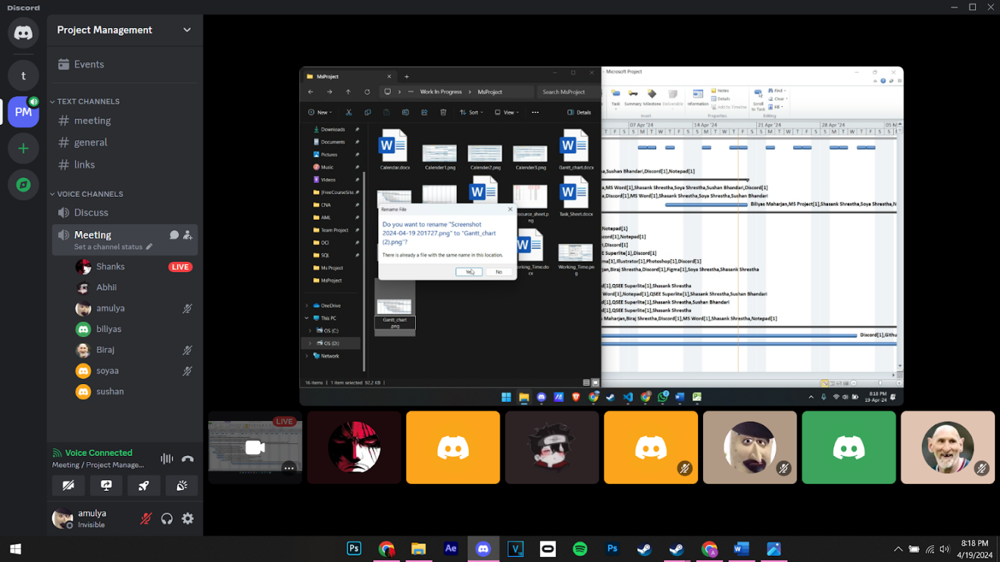 Discord
Project Management
Events
t
PM
TEXT CHANNELS
meeting
general
links
VOICE CHANNELS
Discuss
Meeting
Set a channel status
Shanks
LIVE
Abhii
amulya
billyas
Biraj
soyaa
sushan
Voice Connected
Meeting / Project Manage...
amulya
Invisible
MsProject
Work In Progress
MsProject
Search MsProject
New
Sort
View
Details
Downloads
Documents
Pictures
Music
Videos
[FreeCourseSite.
CNA
AML
Team Project
OCI
SQL
Ms Project
MsProject
OneDrive
This PC
OS (C:)
OS (D:)
Network
Calendar.docx
Calender1.png
Calender2.png
Calender3.png
Gantt_chart.docx
Task_Sheet.docx
Working_Time.pn
g
cx
Rename File
Do you want to rename "Screenshot
2024-04-19 201727.png" to "Gantt_chart
(2).png"?
There is already a file with the same name in this location.
Yes
No
Gantt_chart
.png
16 items
1 item selected 92.2 KB
- Microsoft Project
Task
Summary
Milestone
Deliverable
Insert
Notes
Details
Add to Timeline
Properties
Scroll
to Task
Find
Clear
Fill
Editing
07 Apr '24
14 Apr '24
21 Apr '24
28 Apr '24
a,Sushan Bhandari,Discord[1],Notepad[1]
a,MS Word[1],Shasank Shrestha,Soya Shrestha,Sushan Bhandari,Discord[1]
,Discord[1],MS Word[1],Shasank Shrestha,Soya Shrestha,Sushan Bhandari
Biliyas Maharjan,MS Project[1],Shasank Shrestha,Soya Shrestha,N
Notepad[1]
Discord[1],Notepad[1]
ri,Discord[1]
QSEE Superlite[1],Discord[1]
ma[1],Illustrator[1],Photoshop[1],Discord[1]
arjan,Biraj Shrestha,Discord[1],Figma[1],Soya Shrestha,Shasank Shrestha
],QSEE Superlite[1],Shasank Shrestha
Word[1],Notepad[1],QSEE Superlite[1],Shasank Shrestha,Sushan Bhandari
1],QSEE Superlite[1],Shasank Shrestha,Sushan Bhandari
],QSEE Superlite[1],Shasank Shrestha
as Maharjan,Biraj Shrestha,Discord[1],MS Word[1],Shasank Shrestha,Notepad[1]
Discord[1],Githu
8:18 PM
19-Apr-24
LIVE
Ps
Ae
V
Ps
8:18 PM
4/19/2024